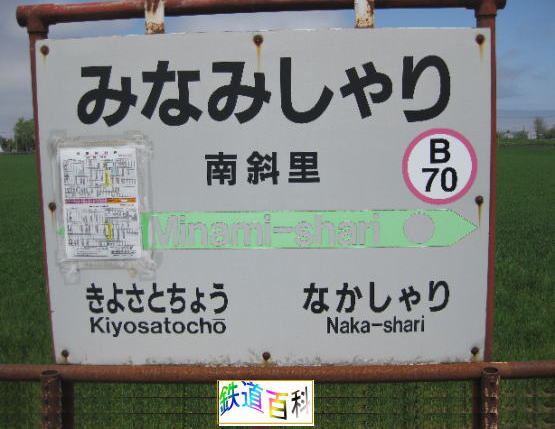 みなみしゃり
南斜里
B
70
Minami-shari
きよさとちょう
Kiyosatochō
なかしゃり
Naka-shari
鉄道百科